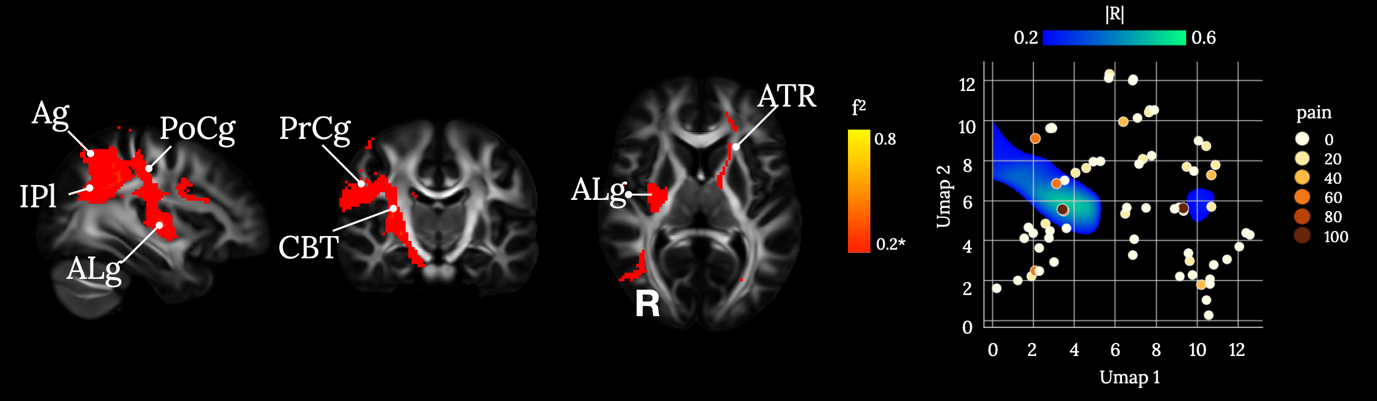 Ag
PoCg
IPl
ALg
PrCg
CBT
ATR
ALg
R
f²
0.8
0.2*
|R|
0.2
0.6
Umap 2
12
10
8
6
4
2
0
0 2 4 6 8 10 12
Umap 1
pain
0
20
40
60
80
100